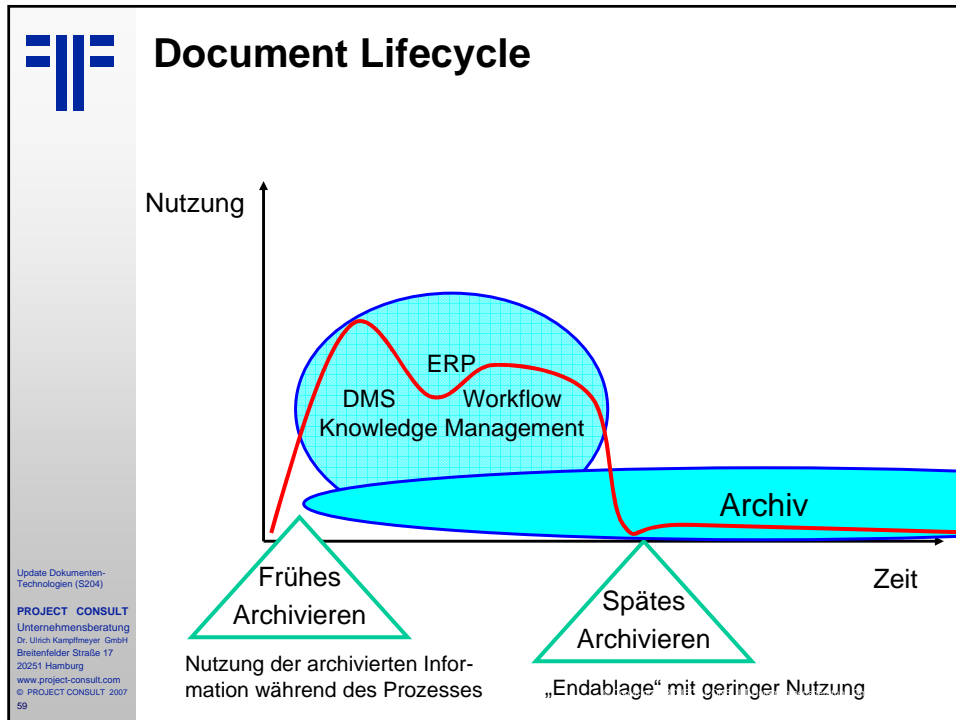 Document Lifecycle
Nutzung
ERP
DMS Workflow
Knowledge Management
Archiv
Zeit
Frühes
Archivieren
Spätes
Archivieren
Nutzung der archivierten Infor-
mation während des Prozesses
„Endablage“ mit geringer Nutzung
Update Dokumenten-
Technologien (S204)
PROJECT CONSULT
Unternehmensberatung
Dr. Ulrich Kampffmeyer GmbH
Breitenfelder Straße 17
20251 Hamburg
www.project-consult.com
© PROJECT CONSULT 2007
59